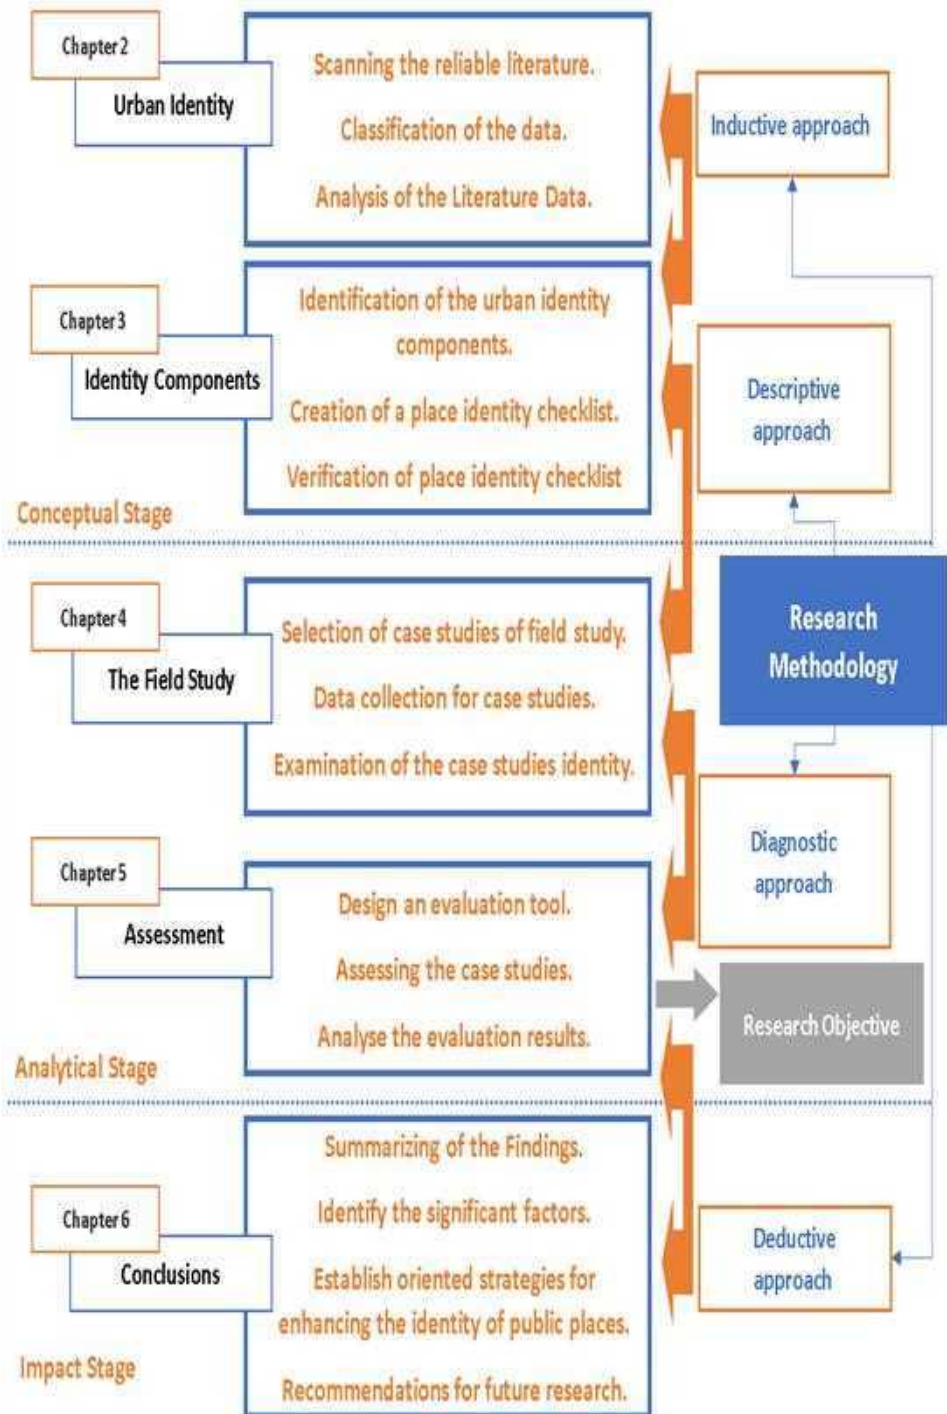 Chapter 2
Urban Identity
Scanning the reliable literature.
Classification of the data.
Analysis of the Literature Data.
Inductive approach
Chapter 3
Identity Components
Identification of the urban identity
components.
Creation of a place identity checklist.
Verification of place identity checklist
Descriptive
approach
Conceptual Stage
Research
Methodology
Chapter 4
The Field Study
Selection of case studies of field study.
Data collection for case studies.
Examination of the case studies identity.
Diagnostic
approach
Chapter 5
Assessment
Design an evaluation tool.
Assessing the case studies.
Analyse the evaluation results.
Research Objective
Analytical Stage
Chapter 6
Conclusions
Summarizing of the Findings.
Identify the significant factors.
Establish oriented strategies for
enhancing the identity of public places.
Recommendations for future research.
Deductive
approach
Impact Stage